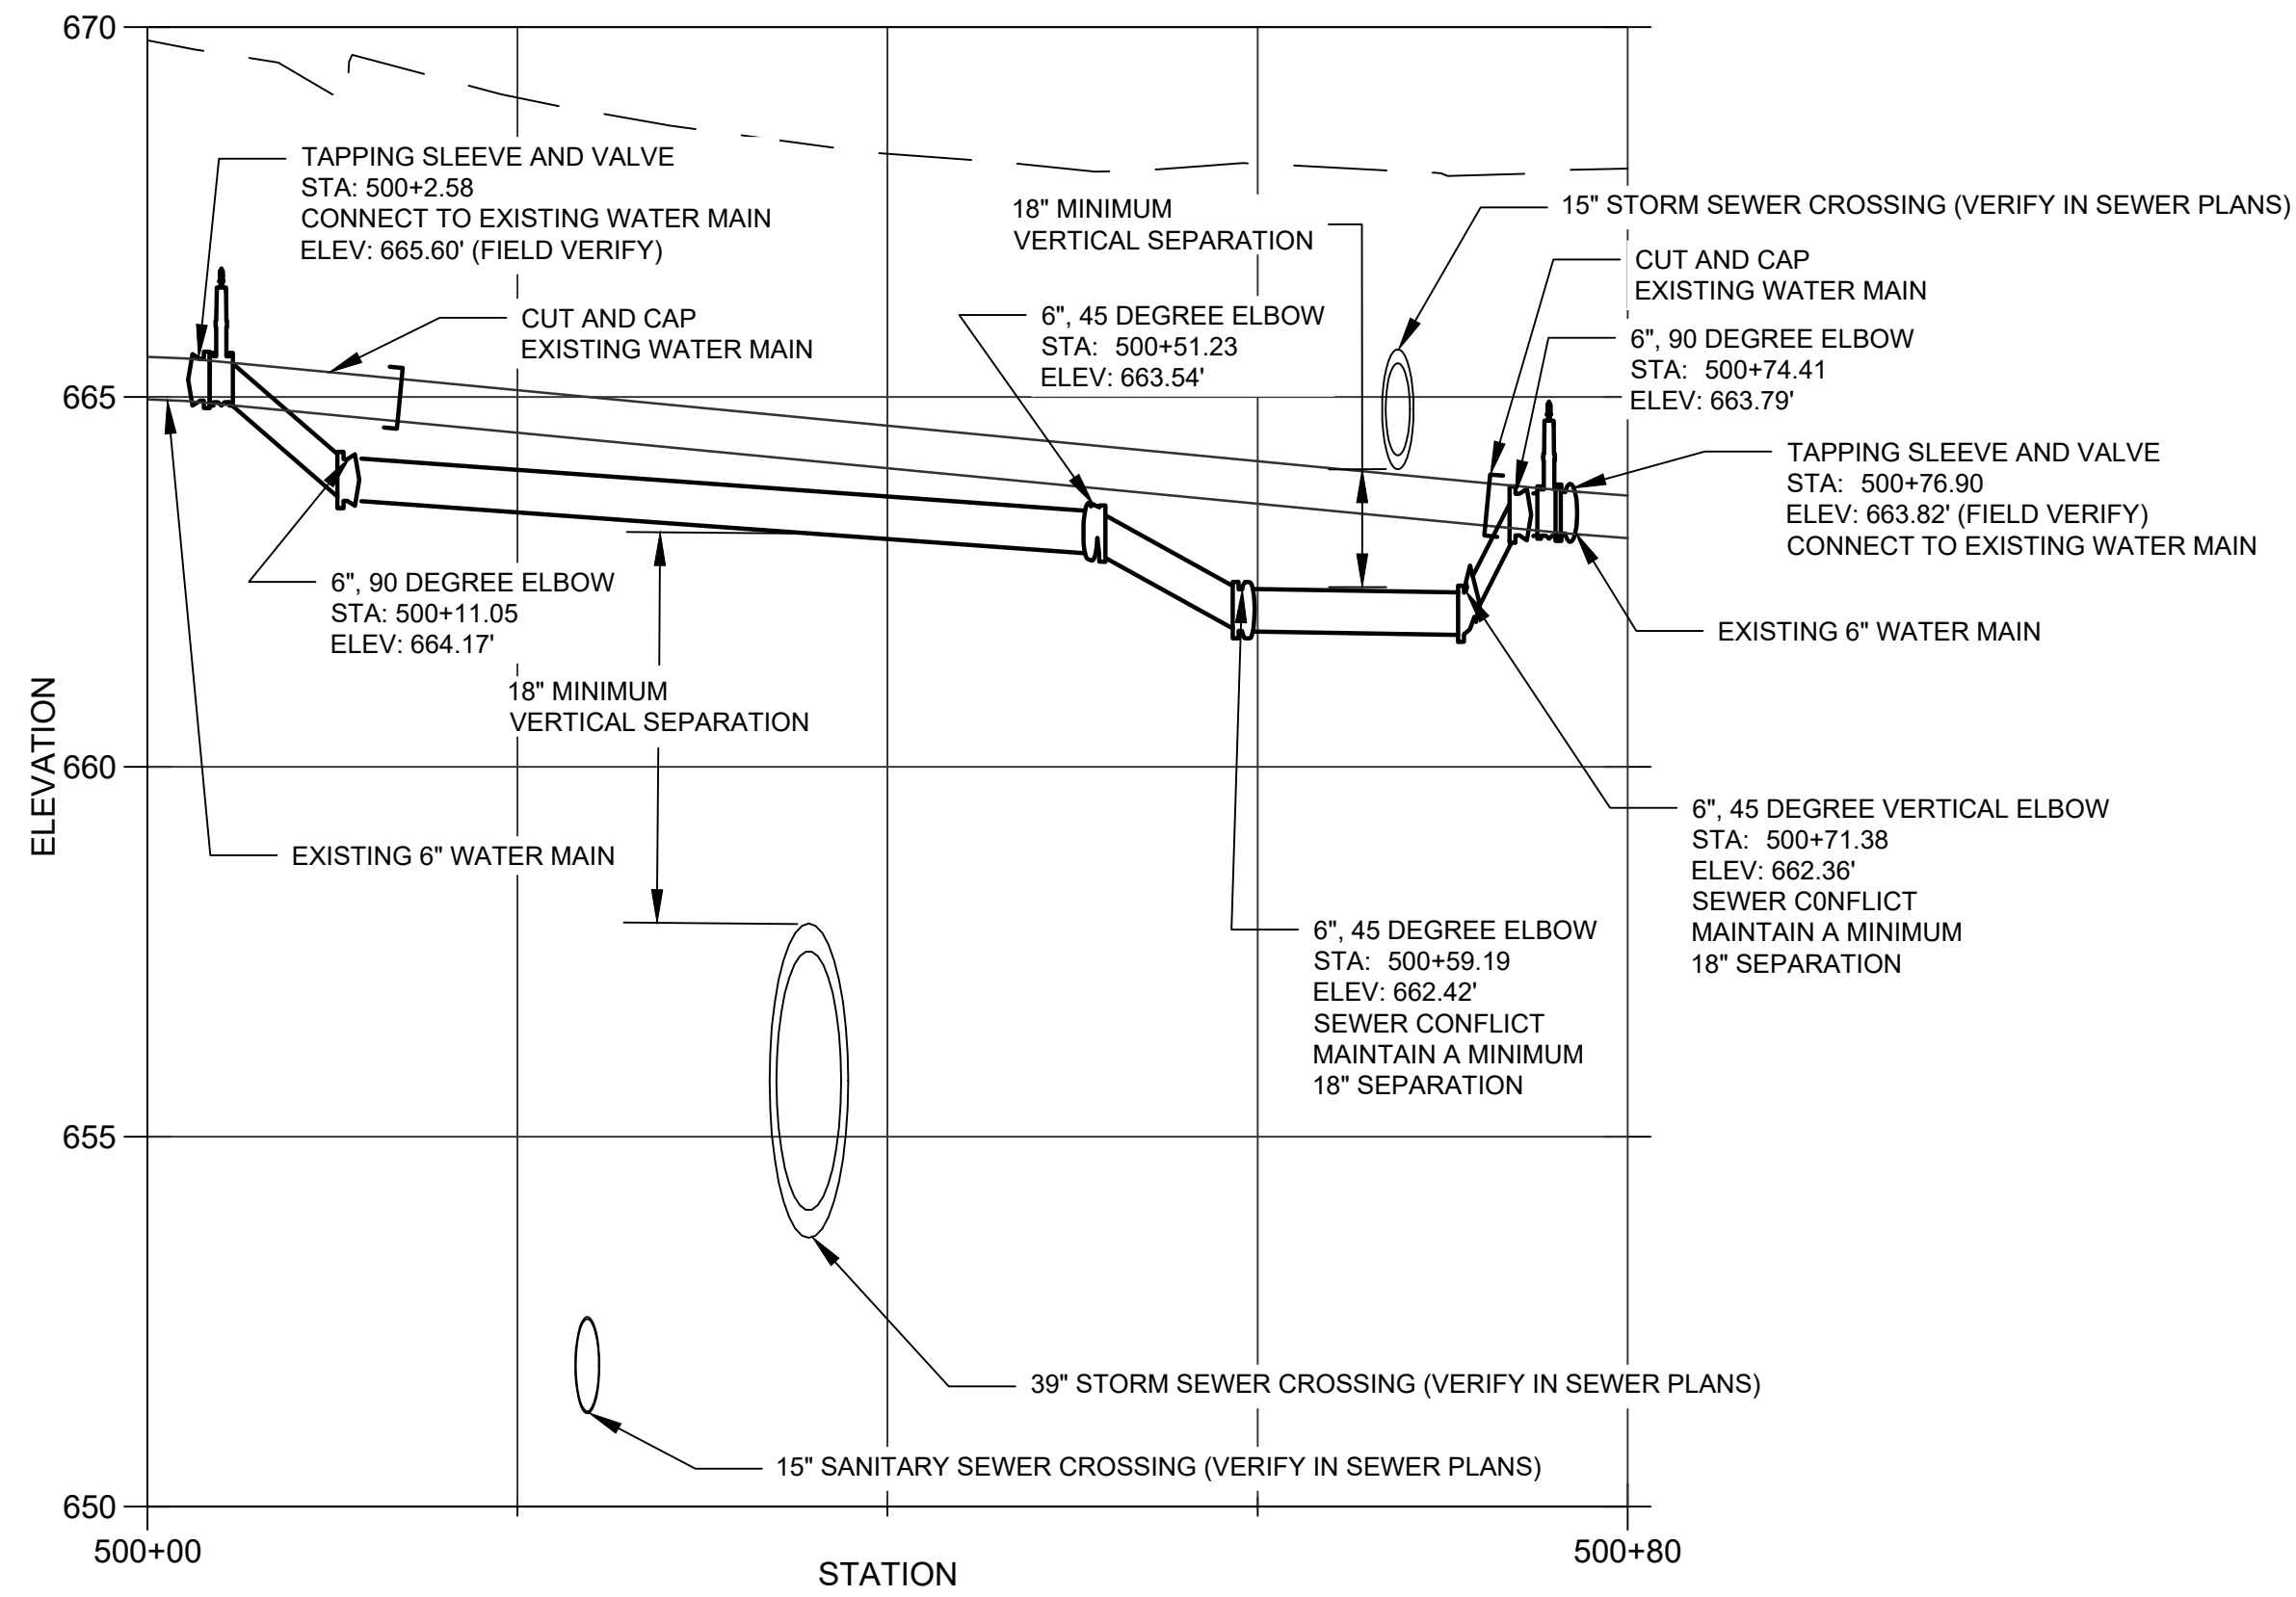 670
TAPPING SLEEVE AND VALVE
STA: 500+2.58
CONNECT TO EXISTING WATER MAIN
ELEV: 665.60' (FIELD VERIFY)
18" MINIMUM
VERTICAL SEPARATION
15" STORM SEWER CROSSING (VERIFY IN SEWER PLANS)
CUT AND CAP
EXISTING WATER MAIN
CUT AND CAP
EXISTING WATER MAIN
6", 45 DEGREE ELBOW
STA: 500+51.23
ELEV: 663.54'
6", 90 DEGREE ELBOW
STA: 500+74.41
ELEV: 663.79'
665
TAPPING SLEEVE AND VALVE
STA: 500+76.90
ELEV: 663.82' (FIELD VERIFY)
CONNECT TO EXISTING WATER MAIN
6", 90 DEGREE ELBOW
STA: 500+11.05
ELEV: 664.17'
EXISTING 6" WATER MAIN
18" MINIMUM
VERTICAL SEPARATION
ELEVATION
660
6", 45 DEGREE VERTICAL ELBOW
STA: 500+71.38
ELEV: 662.36'
SEWER C0NFLICT
MAINTAIN A MINIMUM
18" SEPARATION
EXISTING 6" WATER MAIN
6", 45 DEGREE ELBOW
STA: 500+59.19
ELEV: 662.42'
SEWER CONFLICT
MAINTAIN A MINIMUM
18" SEPARATION
655
39" STORM SEWER CROSSING (VERIFY IN SEWER PLANS)
15" SANITARY SEWER CROSSING (VERIFY IN SEWER PLANS)
650
500+00
500+80
STATION